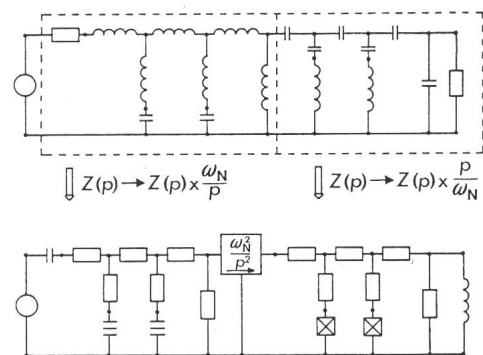 Z(p) → Z(p) × ω_N/p
Z(p) → Z(p) × p/ω_N
ω_N²/p²